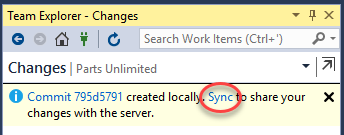 Team Explorer - Changes
Search Work Items (Ctrl+')
Changes | Parts Unlimited
Commit 795d5791 created locally. Sync to share your
changes with the server.